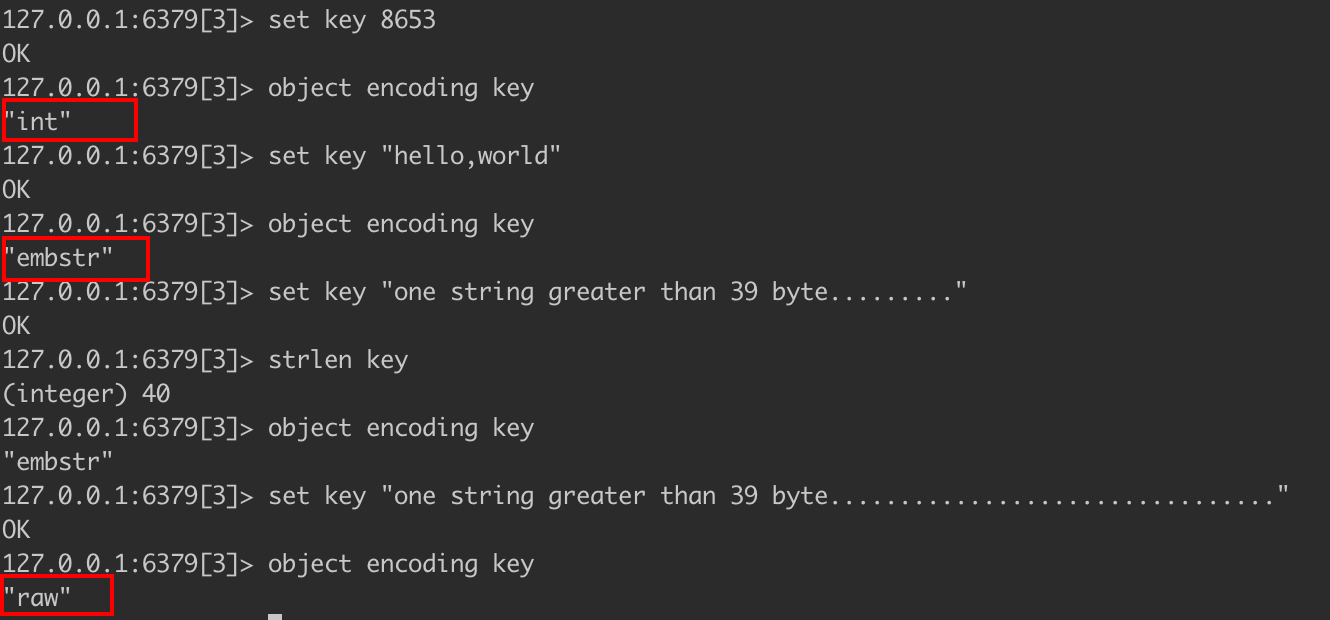 127.0.0.1:6379[3]> set key 8653
OK
127.0.0.1:6379[3]> object encoding key
"int"
127.0.0.1:6379[3]> set key "hello,world"
OK
127.0.0.1:6379[3]> object encoding key
"embstr"
127.0.0.1:6379[3]> set key "one string greater than 39 byte........."
OK
127.0.0.1:6379[3]> strlen key
(integer) 40
127.0.0.1:6379[3]> object encoding key
"embstr"
127.0.0.1:6379[3]> set key "one string greater than 39 byte................................"
OK
127.0.0.1:6379[3]> object encoding key
"raw"